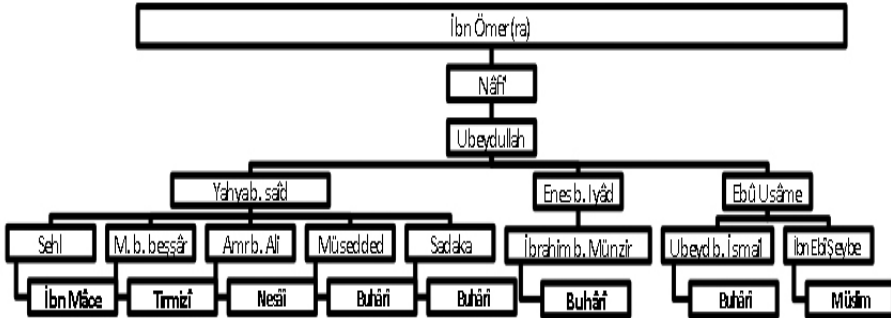 İbn Ömer (ra)
Nâfi'
Ubeydullah
Yahya b. saîd
Enes b. Iyâd
Ebû Usâme
Sehl
M. b. beşşâr
Amr b. Ali
Müsedded
Sadaka
İbrahim b. Münzir
Ubeyd b. İsmail
İbn Ebî Şeybe
İbn Mâce
Tirmizî
Nesâi
Buhârî
Buhârî
Buhârî
Buhârî
Müslim